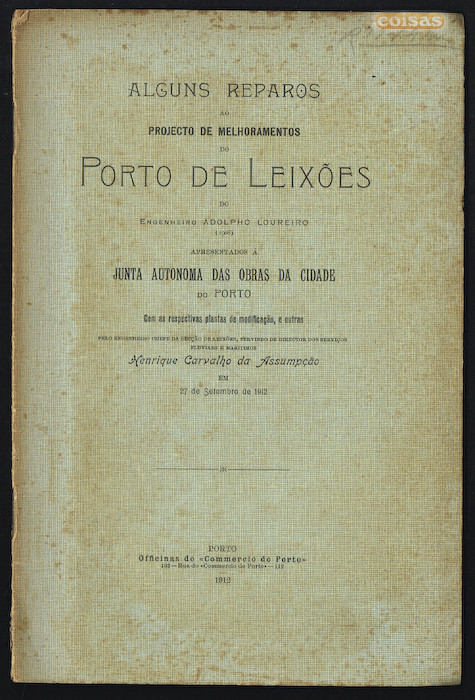 coisas
ALGUNS REPAROS
AO
PROJECTO DE MELHORAMENTOS
DO
PORTO DE LEIXÕES
DO
ENGENHEIRO ADOLPHO LOUREIRO
(1908)
APRESENTADOS Á
JUNTA AUTONOMA DAS OBRAS DA CIDADE
DO PORTO
Com as respectivas plantas de modificação, e outras
PELO ENGENHEIRO CHEFE DA SECÇÃO DE LEIXÕES, SERVINDO DE DIRECTOR DOS SERVIÇOS
FLUVIAES E MARITIMOS
Henrique Carvalho da Assumpção
EM
27 de Setembro de 1912
PORTO
Officinas do «Commercio do Porto»
102—Rua do «Commercio do Porto»—112
1912